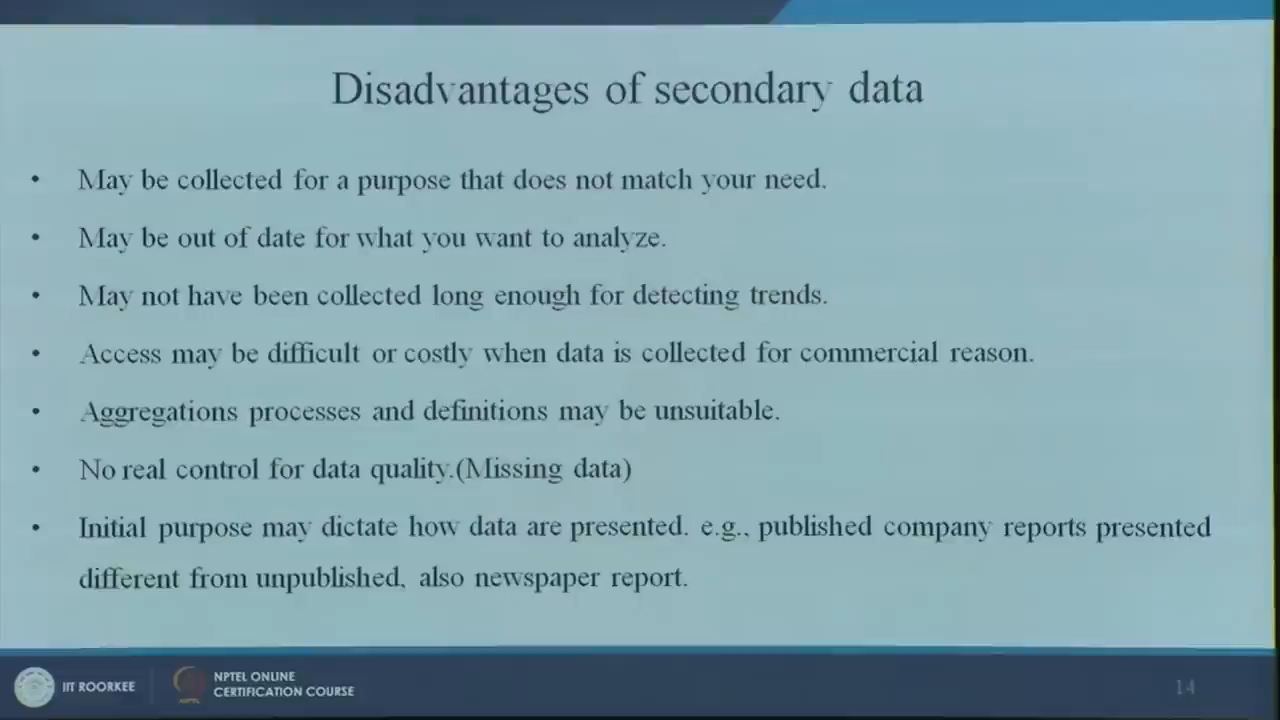 Disadvantages of secondary data
• May be collected for a purpose that does not match your need.
• May be out of date for what you want to analyze.
• May not have been collected long enough for detecting trends.
• Access may be difficult or costly when data is collected for commercial reason.
• Aggregations processes and definitions may be unsuitable.
• No real control for data quality.(Missing data)
• Initial purpose may dictate how data are presented. e.g., published company reports presented
different from unpublished, also newspaper report.
IIT ROORKEE
NPTEL ONLINE
CERTIFICATION COURSE
14